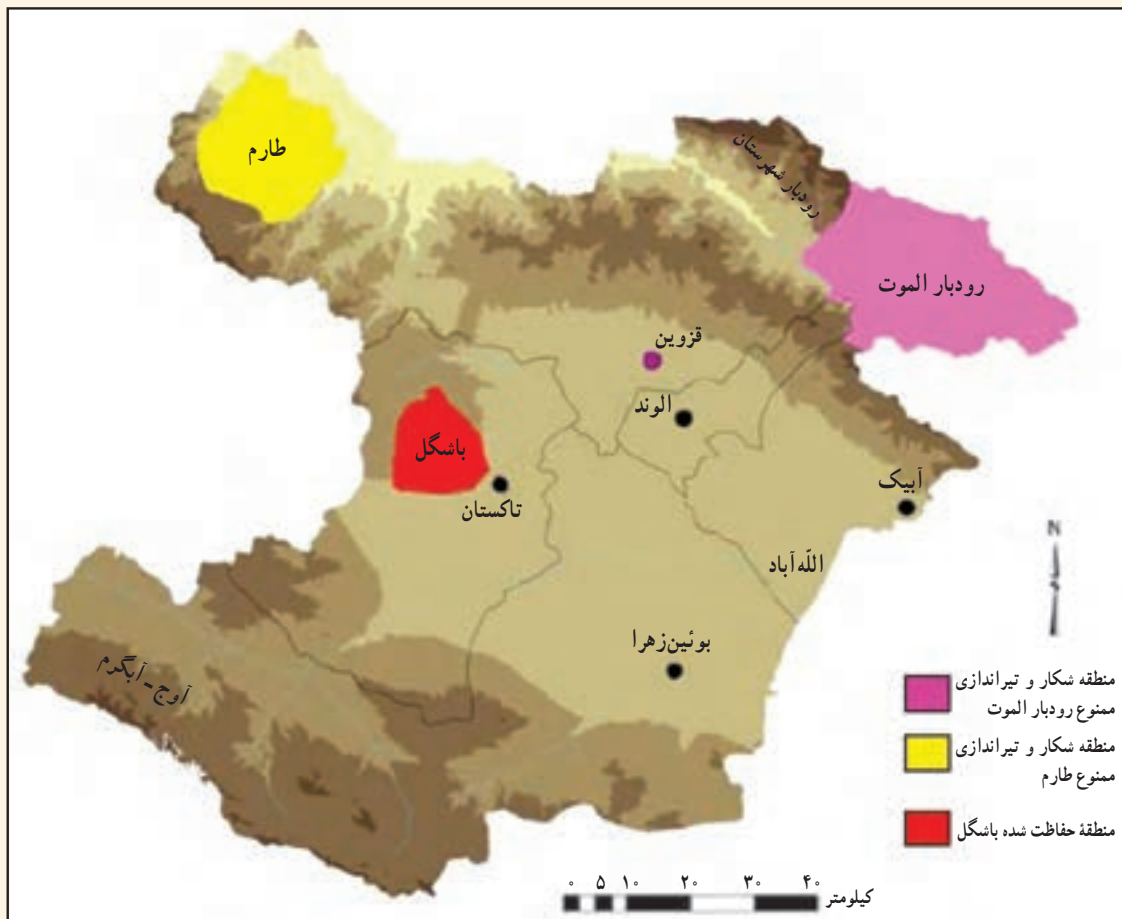 طارم
رودبار شهرستان
رودبار الموت
قزوین
الوند
باشگل
تاکستان
آبیک
اللّه‌آباد
بوئین‌زهرا
آوج-آبگرم
N
منطقه شکار و تیراندازی
ممنوع رودبار الموت
منطقه شکار و تیراندازی
ممنوع طارم
منطقهٔ حفاظت شده باشگل
۰ ۵ ۱۰ ۲۰ ۳۰ ۴۰
کیلومتر